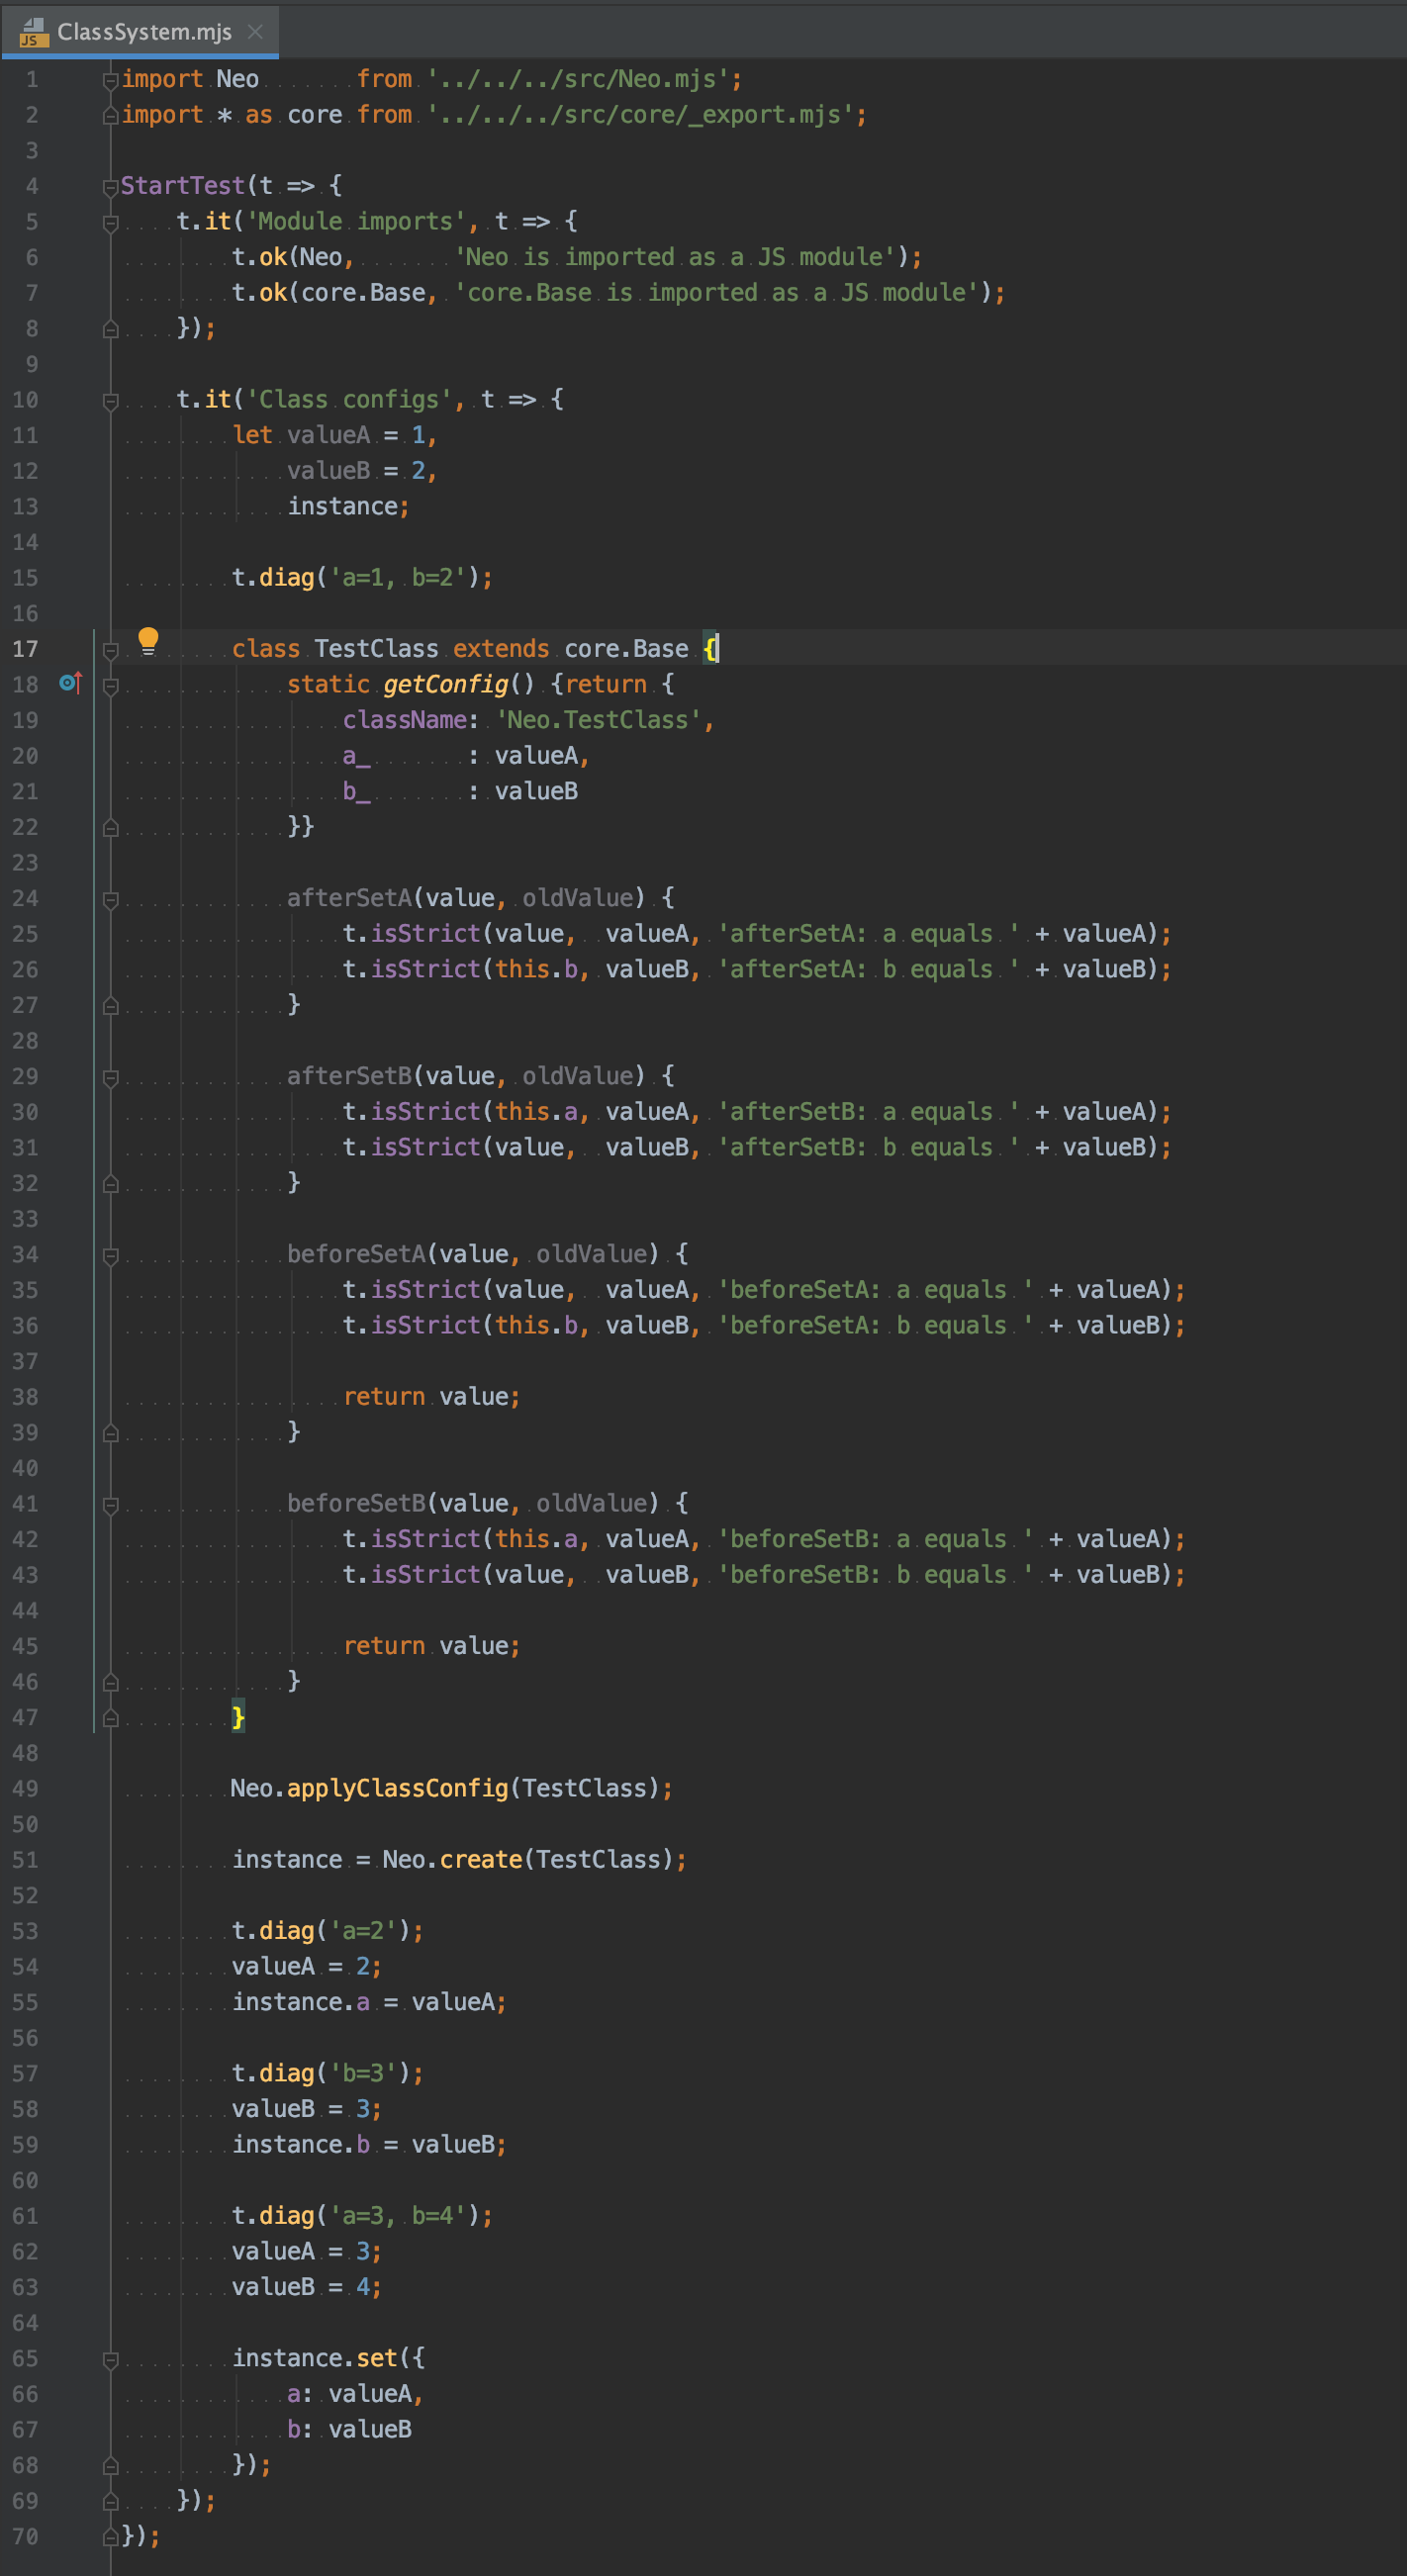 JS ClassSystem.mjs
1 import Neo       from '../../../src/Neo.mjs';
2 import * as core from '../../../src/core/_export.mjs';
3
4 StartTest(t => {
5     t.it('Module imports', t => {
6         t.ok(Neo,       'Neo is imported as a JS module');
7         t.ok(core.Base, 'core.Base is imported as a JS module');
8     });
9
10     t.it('Class configs', t => {
11         let valueA = 1,
12             valueB = 2,
13             instance;
14
15         t.diag('a=1, b=2');
16
17         class TestClass extends core.Base {
18             static getConfig() {return {
19                 className: 'Neo.TestClass',
20                 a_       : valueA,
21                 b_       : valueB
22             }}
23
24             afterSetA(value, oldValue) {
25                 t.isStrict(value,  valueA, 'afterSetA: a equals ' + valueA);
26                 t.isStrict(this.b, valueB, 'afterSetA: b equals ' + valueB);
27             }
28
29             afterSetB(value, oldValue) {
30                 t.isStrict(this.a, valueA, 'afterSetB: a equals ' + valueA);
31                 t.isStrict(value,  valueB, 'afterSetB: b equals ' + valueB);
32             }
33
34             beforeSetA(value, oldValue) {
35                 t.isStrict(value,  valueA, 'beforeSetA: a equals ' + valueA);
36                 t.isStrict(this.b, valueB, 'beforeSetA: b equals ' + valueB);
37
38                 return value;
39             }
40
41             beforeSetB(value, oldValue) {
42                 t.isStrict(this.a, valueA, 'beforeSetB: a equals ' + valueA);
43                 t.isStrict(value,  valueB, 'beforeSetB: b equals ' + valueB);
44
45                 return value;
46             }
47         }
48
49         Neo.applyClassConfig(TestClass);
50
51         instance = Neo.create(TestClass);
52
53         t.diag('a=2');
54         valueA = 2;
55         instance.a = valueA;
56
57         t.diag('b=3');
58         valueB = 3;
59         instance.b = valueB;
60
61         t.diag('a=3, b=4');
62         valueA = 3;
63         valueB = 4;
64
65         instance.set({
66             a: valueA,
67             b: valueB
68         });
69     });
70 });